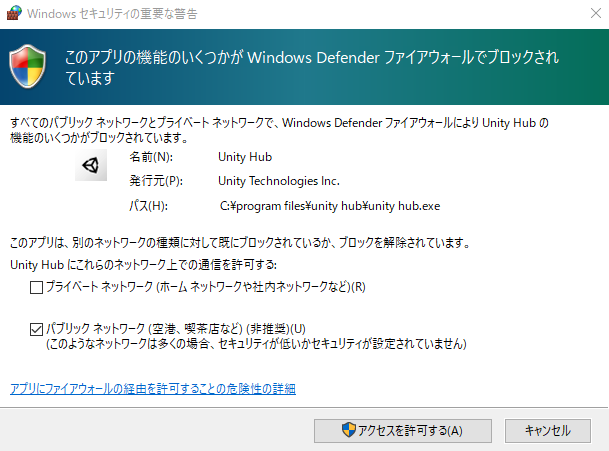 Windows セキュリティの重要な警告
このアプリの機能のいくつかが Windows Defender ファイアウォールでブロックされ
ています
すべてのパブリック ネットワークとプライベート ネットワークで、Windows Defender ファイアウォールにより Unity Hub の
機能のいくつかがブロックされています。
名前(N): Unity Hub
発行元(P): Unity Technologies Inc.
パス(H): C:¥program files¥unity hub¥unity hub.exe
このアプリは、別のネットワークの種類に対して既にブロックされているか、ブロックを解除されています。
Unity Hub にこれらのネットワーク上での通信を許可する:
プライベート ネットワーク (ホーム ネットワークや社内ネットワークなど)(R)
パブリック ネットワーク (空港、喫茶店など) (非推奨)(U)
(このようなネットワークは多くの場合、セキュリティが低いかセキュリティが設定されていません)
アプリにファイアウォールの経由を許可することの危険性の詳細
アクセスを許可する(A) キャンセル